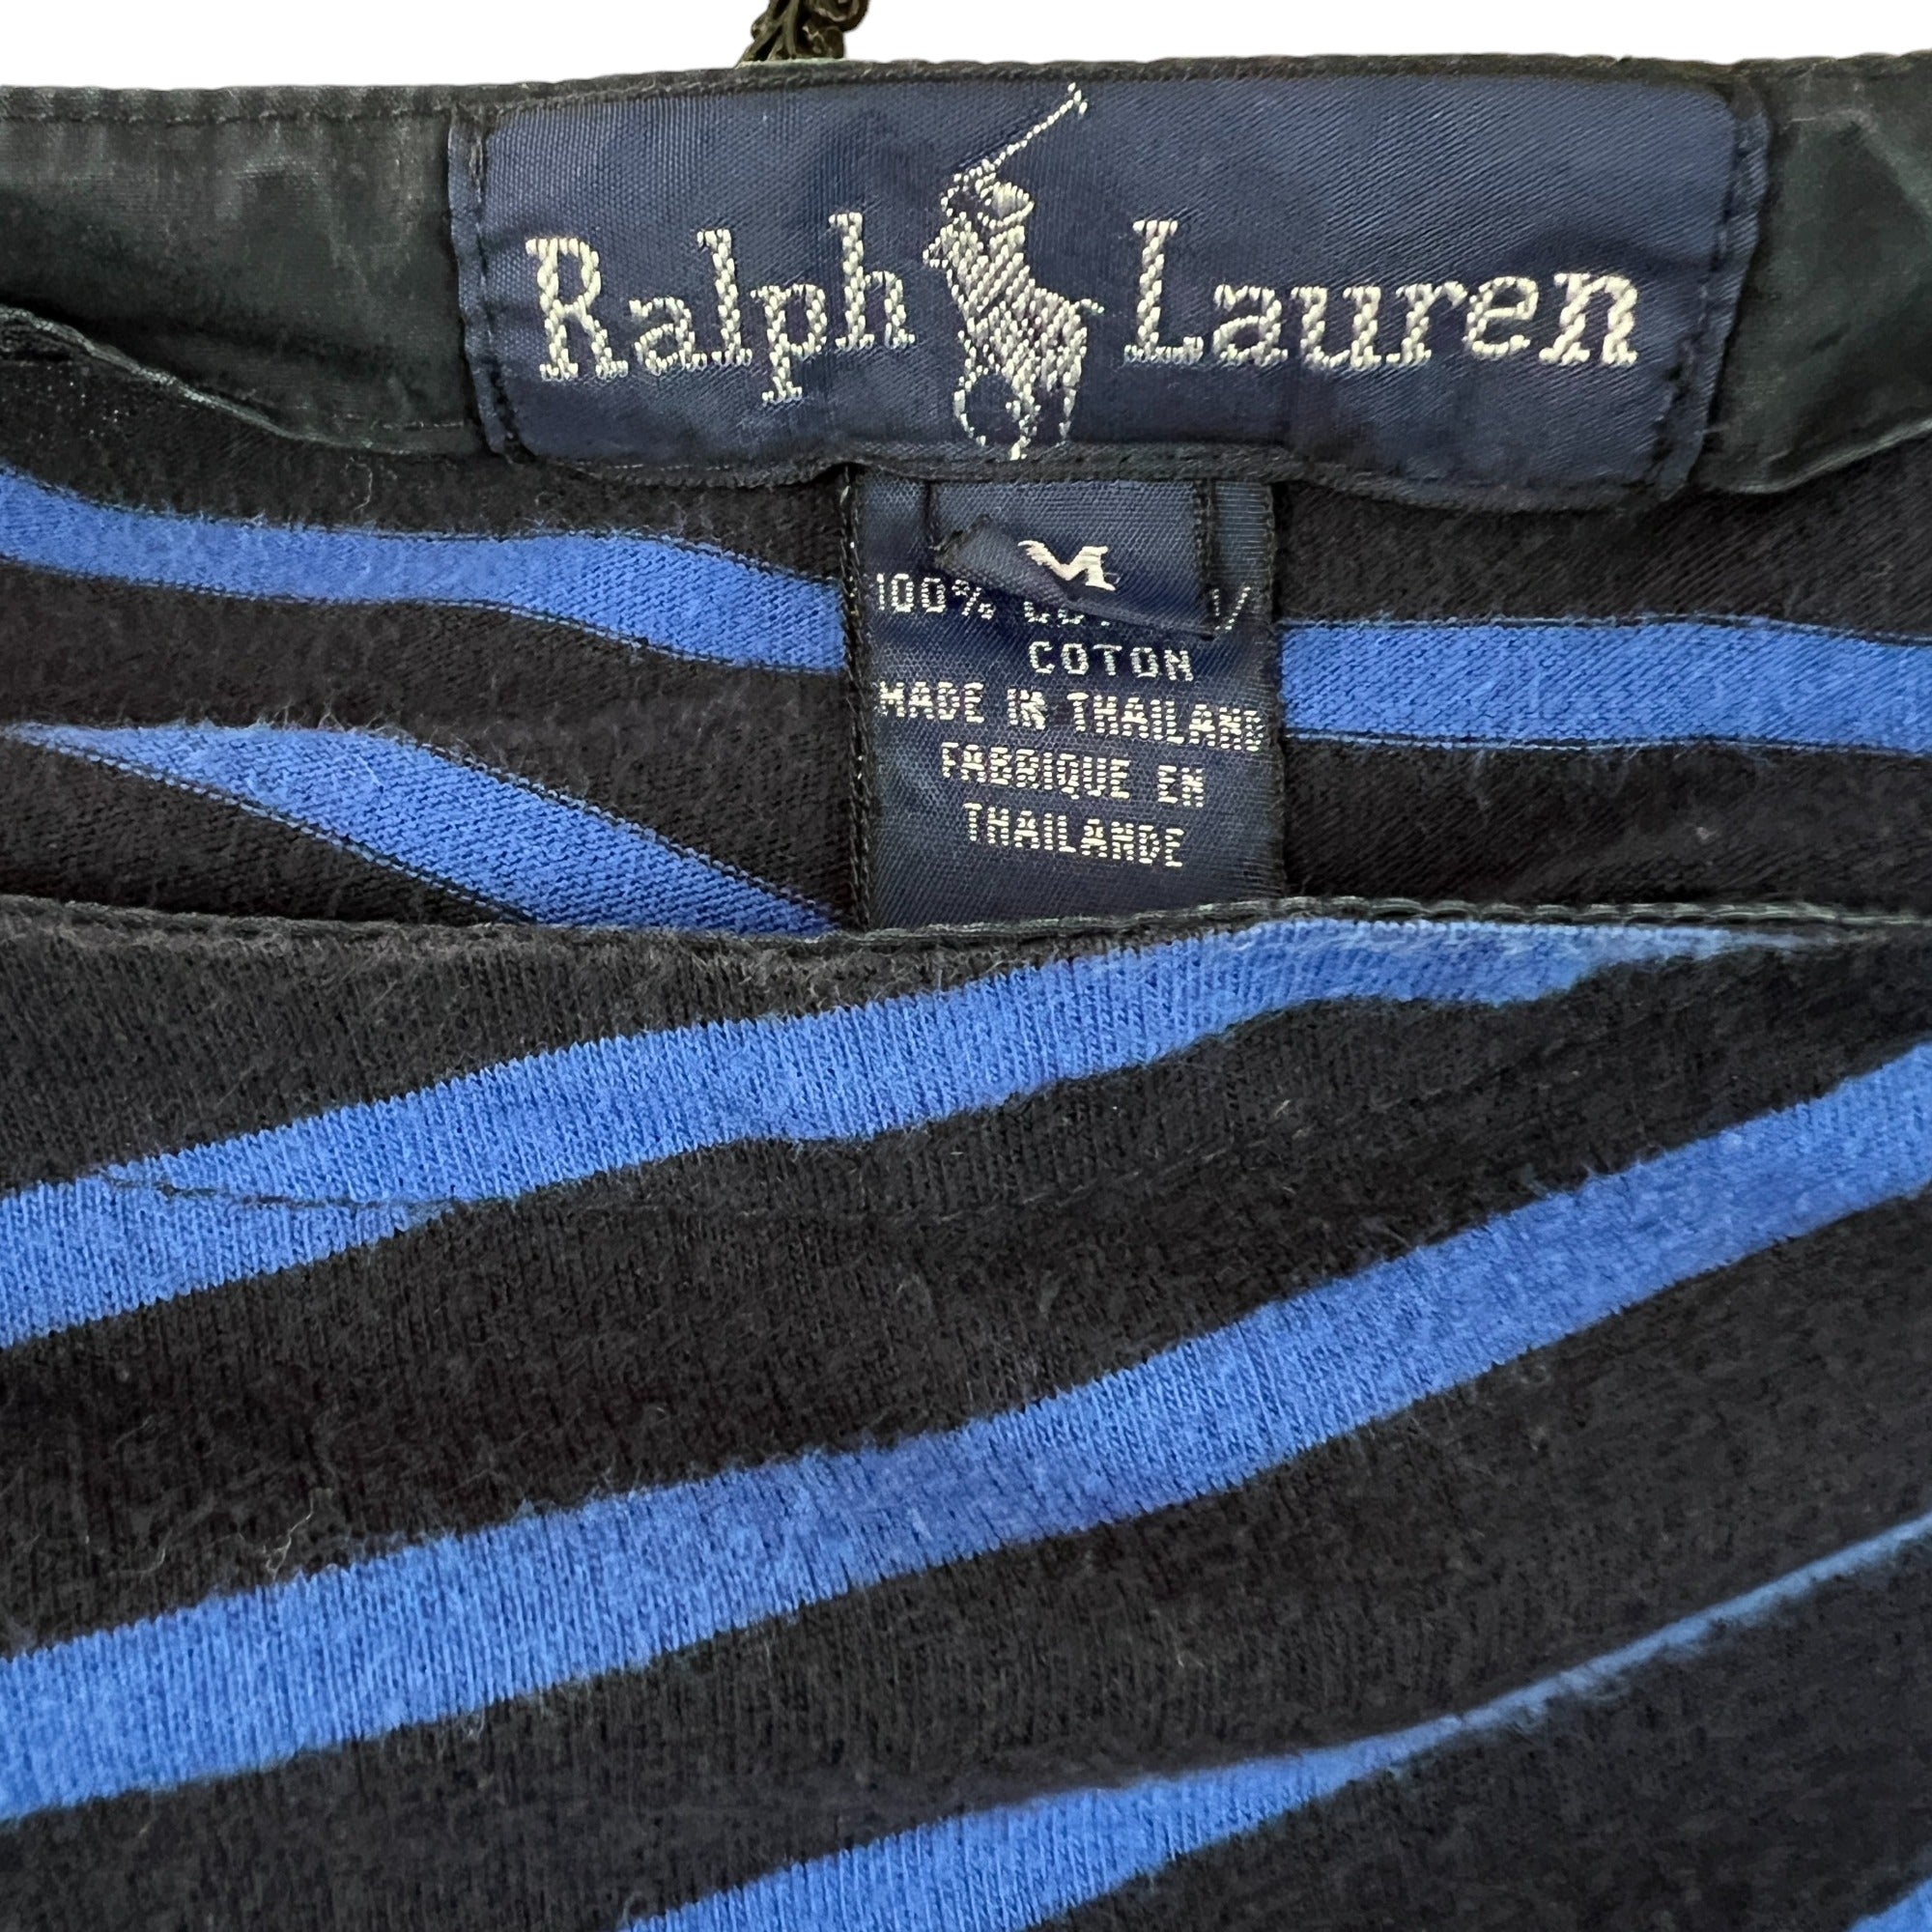 Ralph Lauren
M
100%
COTON
MADE IN THAILAND
FABRIQUE EN
THAILANDE